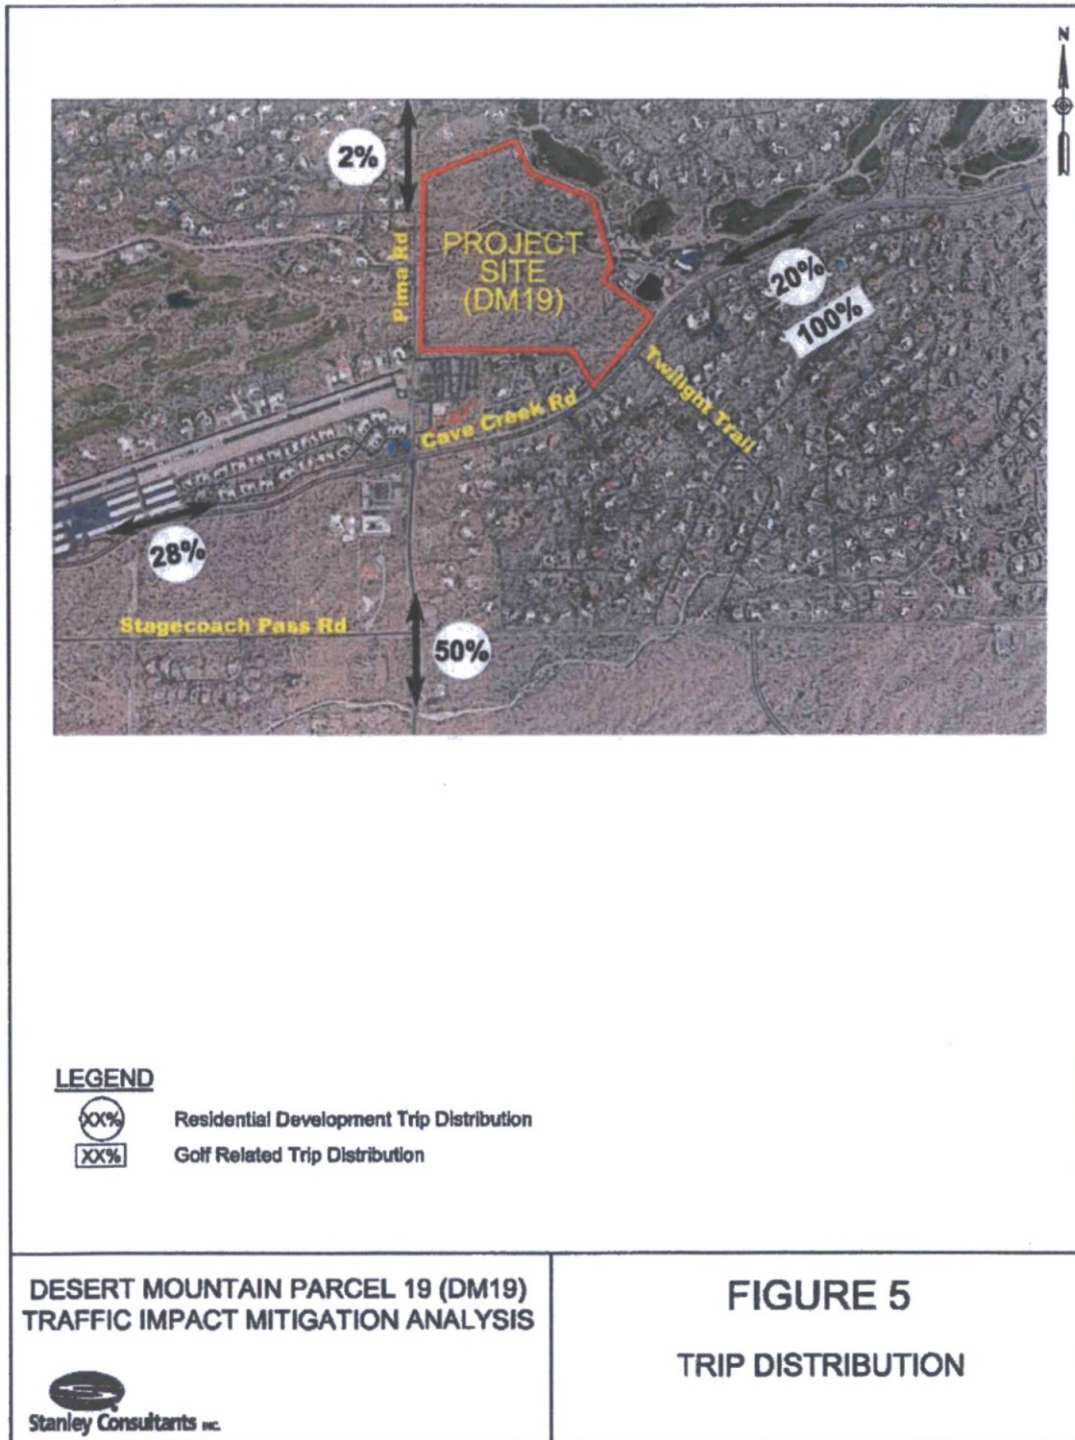 N
2%
PROJECT
SITE
(DM19)
Pima Rd
20%
100%
Twilight Trail
Cave Creek Rd
28%
Stagecoach Pass Rd
50%
LEGEND
XX% Residential Development Trip Distribution
XX% Golf Related Trip Distribution
DESERT MOUNTAIN PARCEL 19 (DM19)
TRAFFIC IMPACT MITIGATION ANALYSIS
Stanley Consultants INC.
FIGURE 5
TRIP DISTRIBUTION